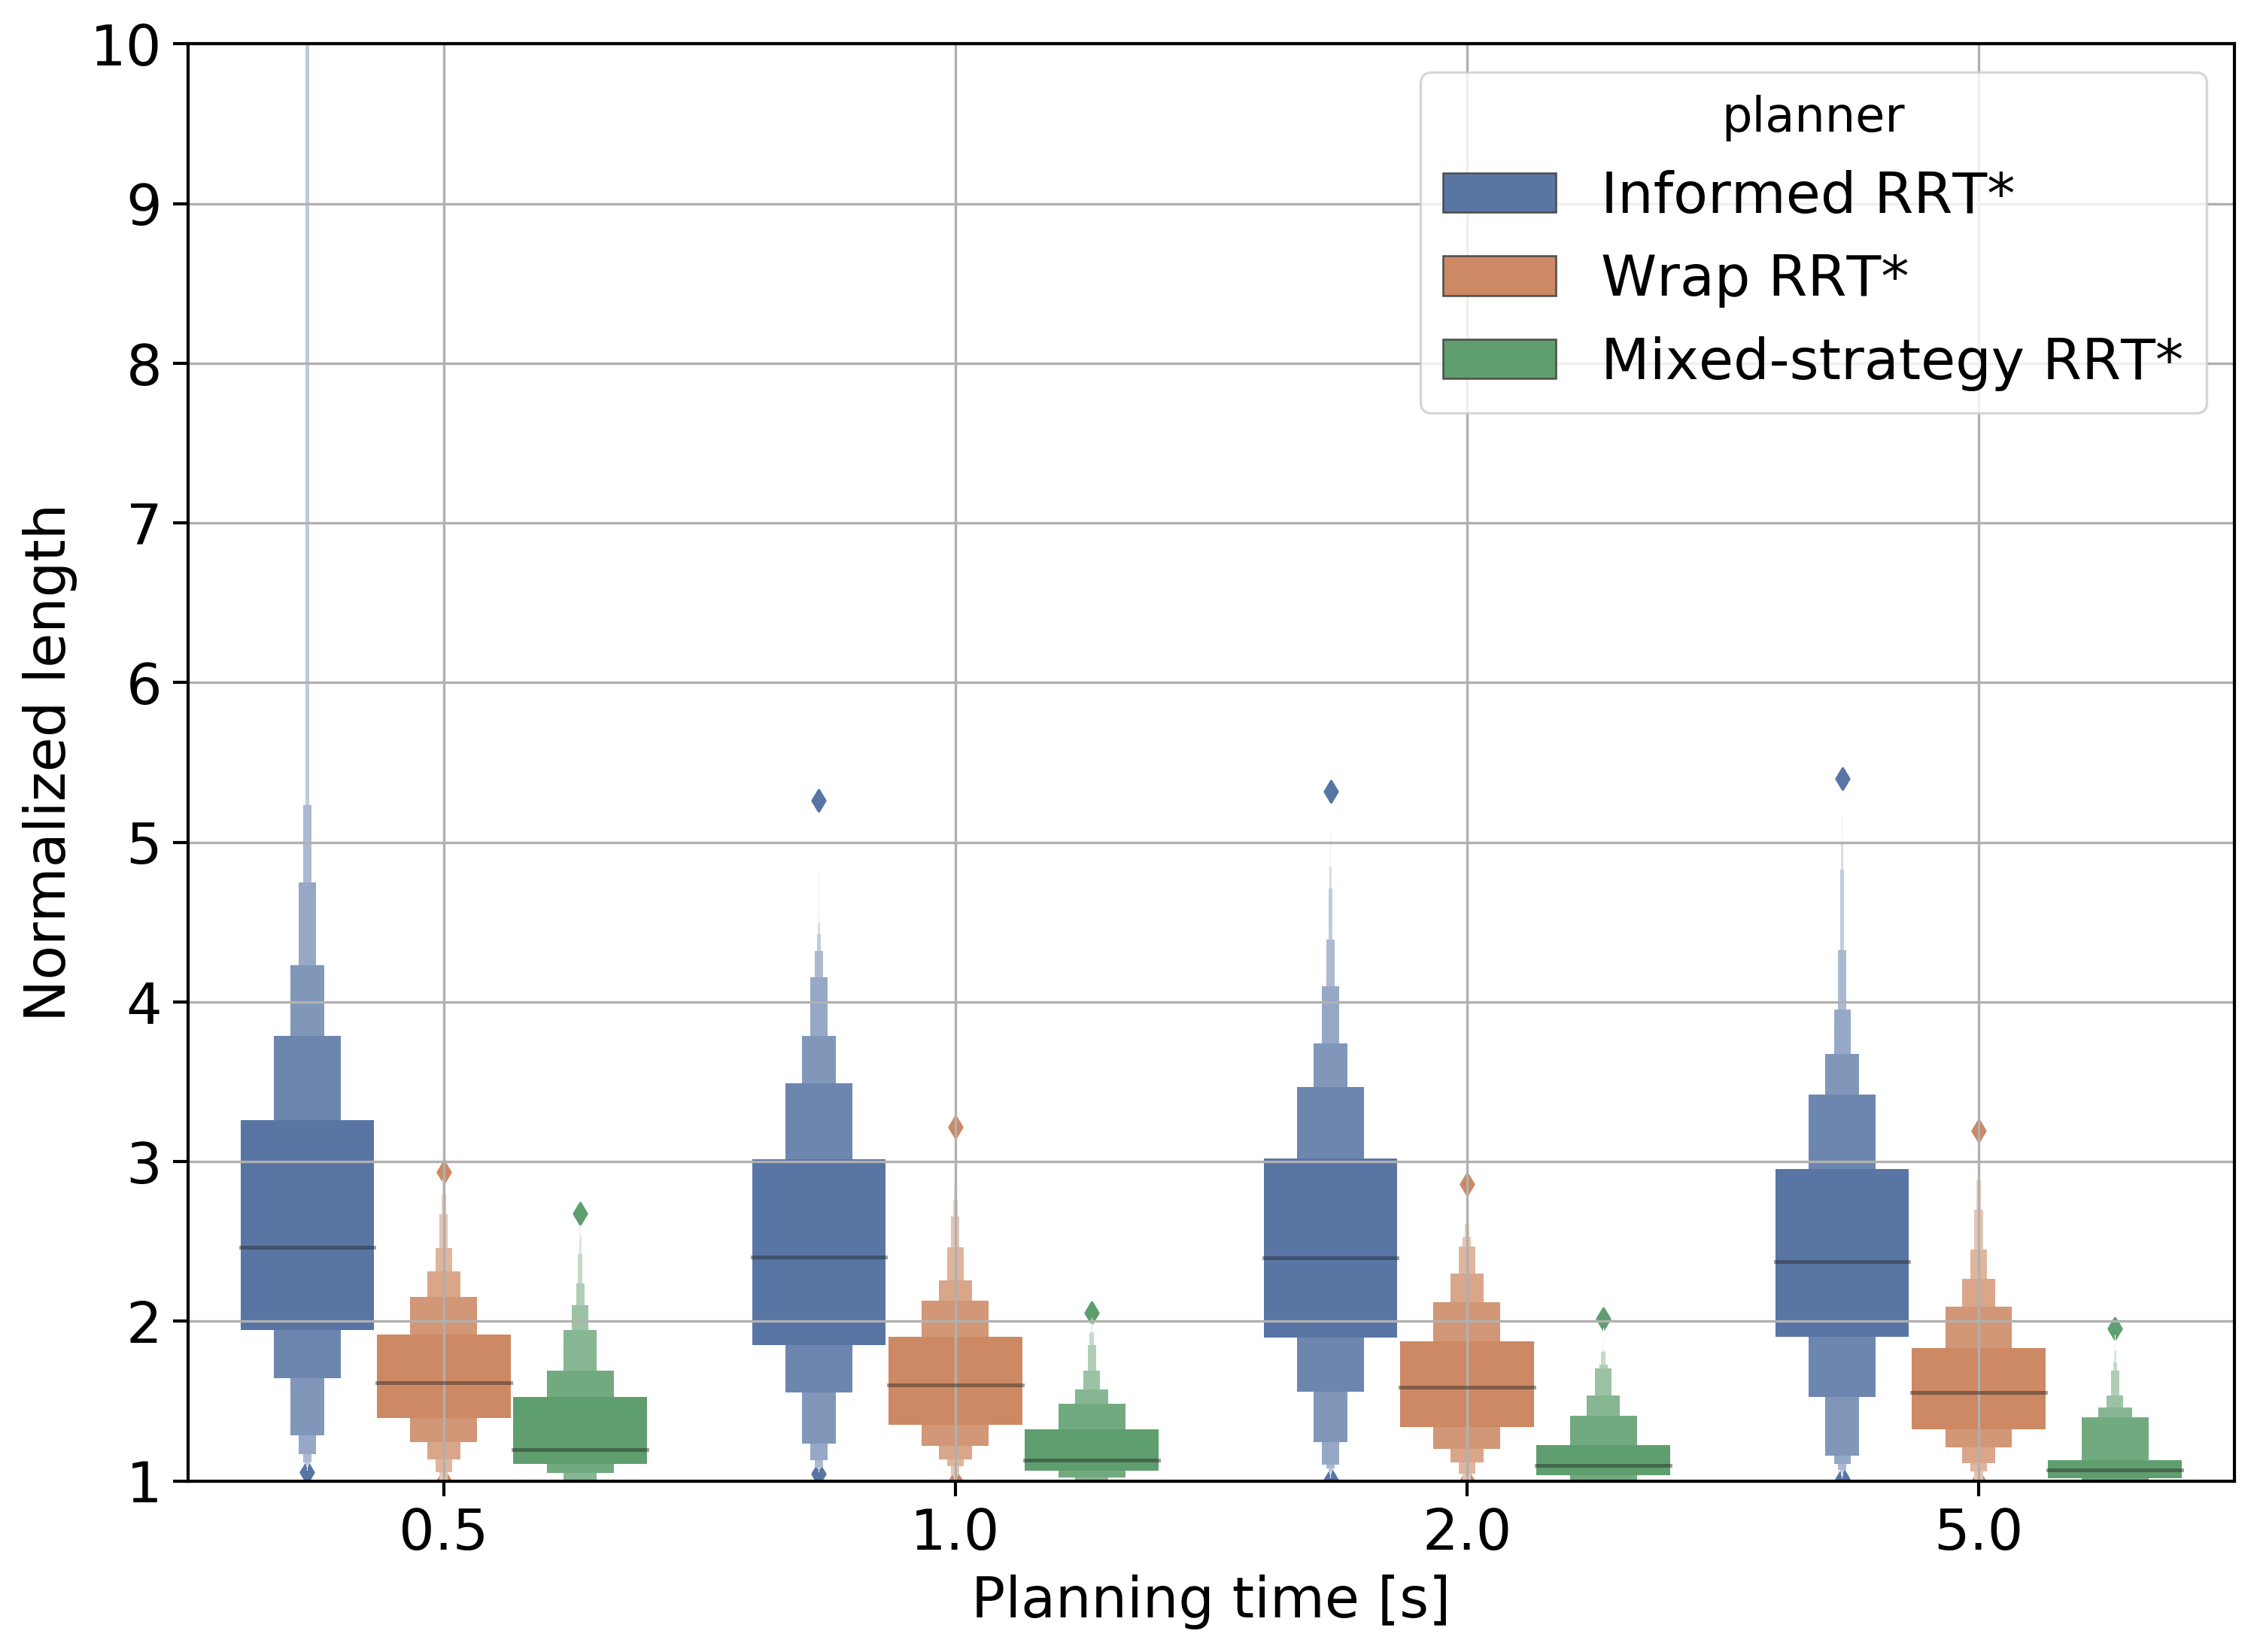 10
9
8
7
6
5
4
3
2
1
Normalized length
planner
Informed RRT*
Wrap RRT*
Mixed-strategy RRT*
0.5 1.0 2.0 5.0
Planning time [s]